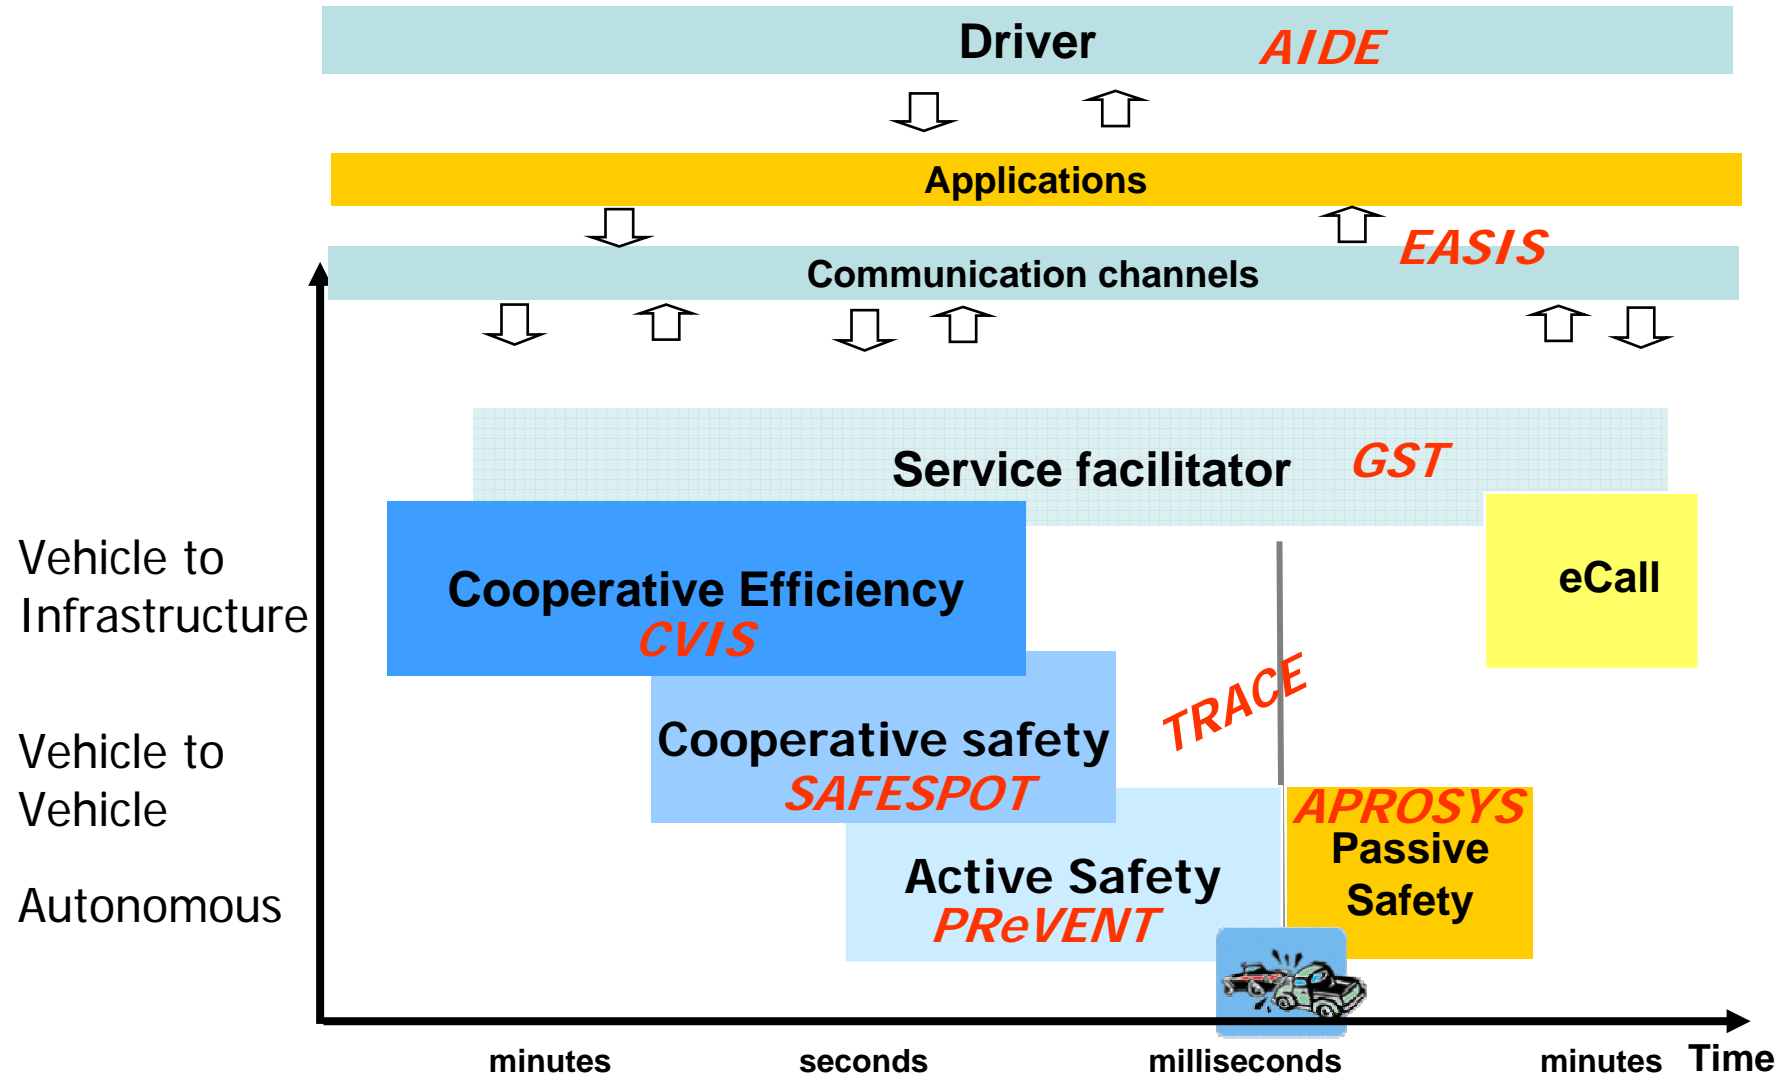 Driver AIDE
Applications
EASIS
Communication channels
Service facilitator GST
Vehicle to
Infrastructure
Cooperative Efficiency
CVIS
eCall
TRACE
Vehicle to
Vehicle
Cooperative safety
SAFESPOT
APROSYS
Passive
Safety
Autonomous
Active Safety
PReVENT
minutes seconds milliseconds minutes Time